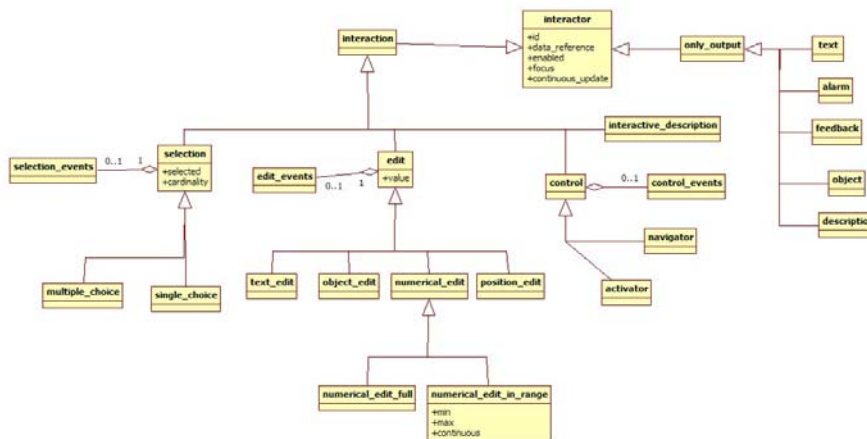 interactor
+id
+data_reference
+enabled
+focus
+continuous_update
interaction
only_output
text
alarm
feedback
object
description
interactive_description
selection
+selected
+cardinality
selection_events
0..1
1
edit
+value
edit_events
0..1
1
control
0..1
control_events
navigator
activator
multiple_choice
single_choice
text_edit
object_edit
numerical_edit
position_edit
numerical_edit_full
numerical_edit_in_range
+min
+max
+continuous